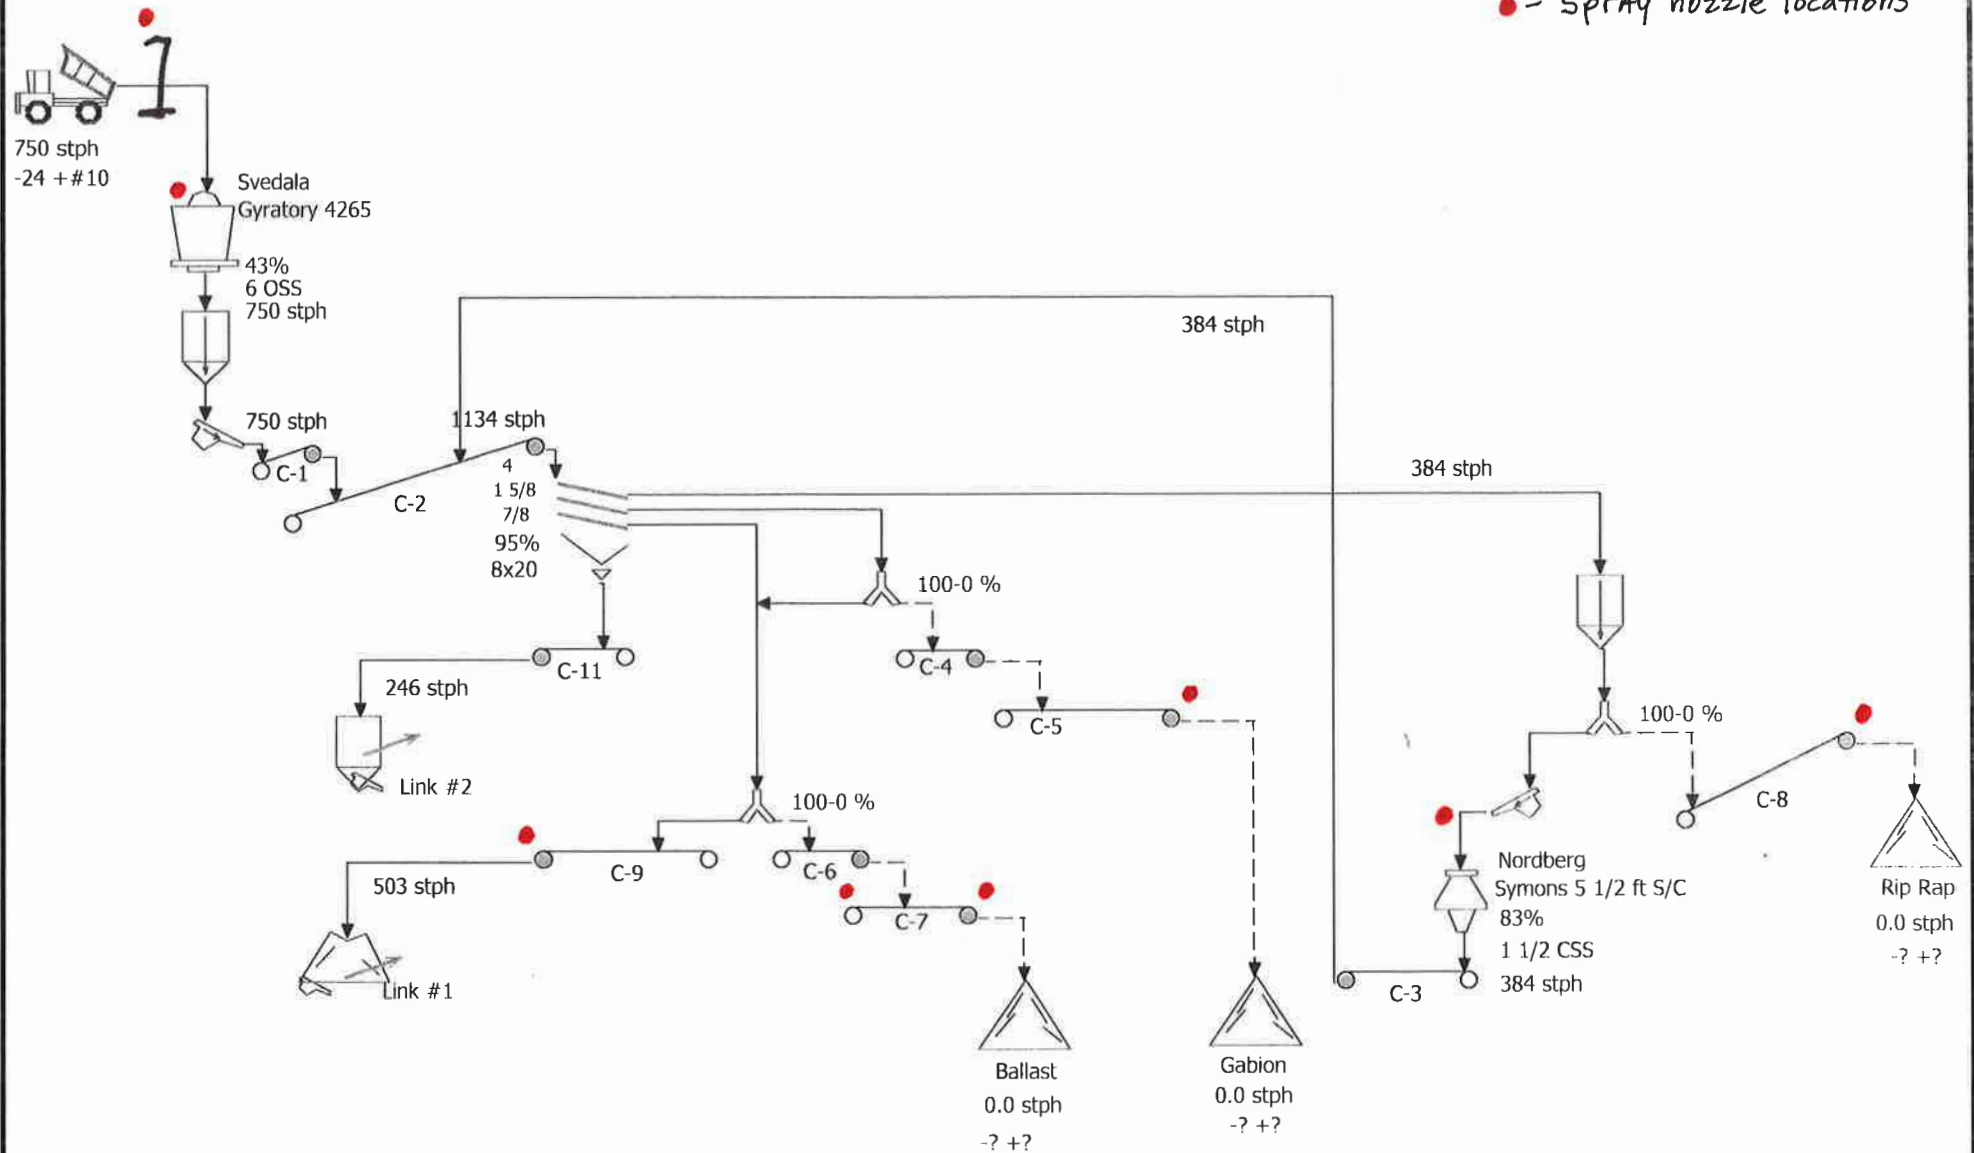 - Spray nozzle locations
1
750 stph
-24 +#10
Svedala
Gyratory 4265
43%
6 OSS
750 stph
384 stph
750 stph
C-1
1134 stph
C-2
4
1 5/8
7/8
95%
8x20
384 stph
100-0 %
C-11
246 stph
Link #2
C-4
C-5
100-0 %
C-8
100-0 %
C-9
C-6
503 stph
C-7
Link #1
Nordberg
Symons 5 1/2 ft S/C
83%
1 1/2 CSS
384 stph
C-3
Rip Rap
0.0 stph
-? +?
Ballast
0.0 stph
-? +?
Gabion
0.0 stph
-? +?